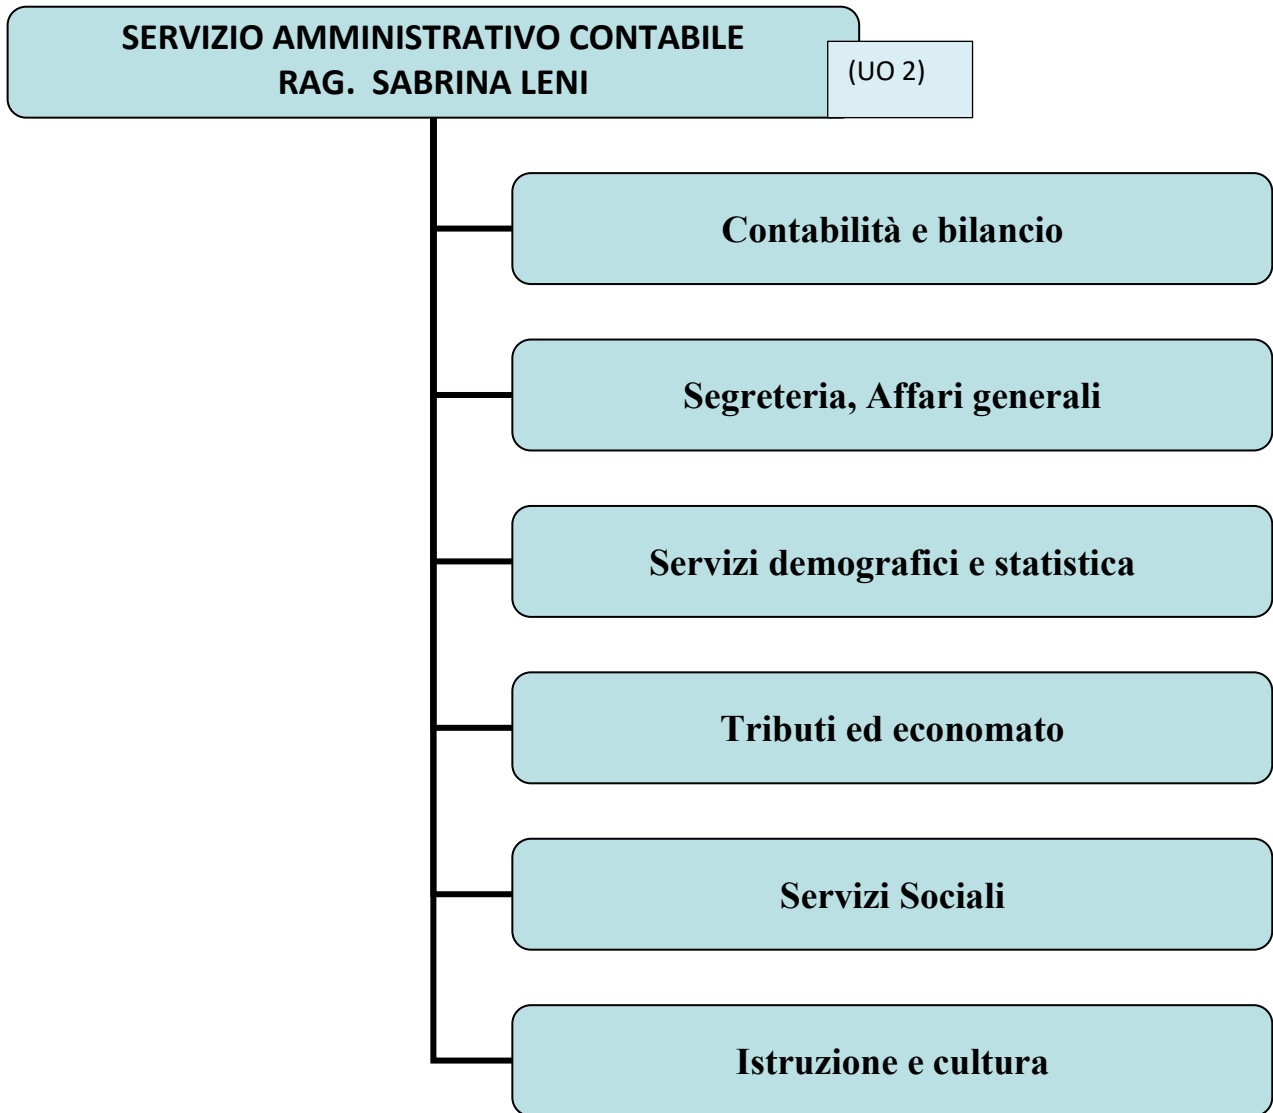 SERVIZIO AMMINISTRATIVO CONTABILE
RAG. SABRINA LENI
(UO 2)
Contabilità e bilancio
Segreteria, Affari generali
Servizi demografici e statistica
Tributi ed economato
Servizi Sociali
Istruzione e cultura